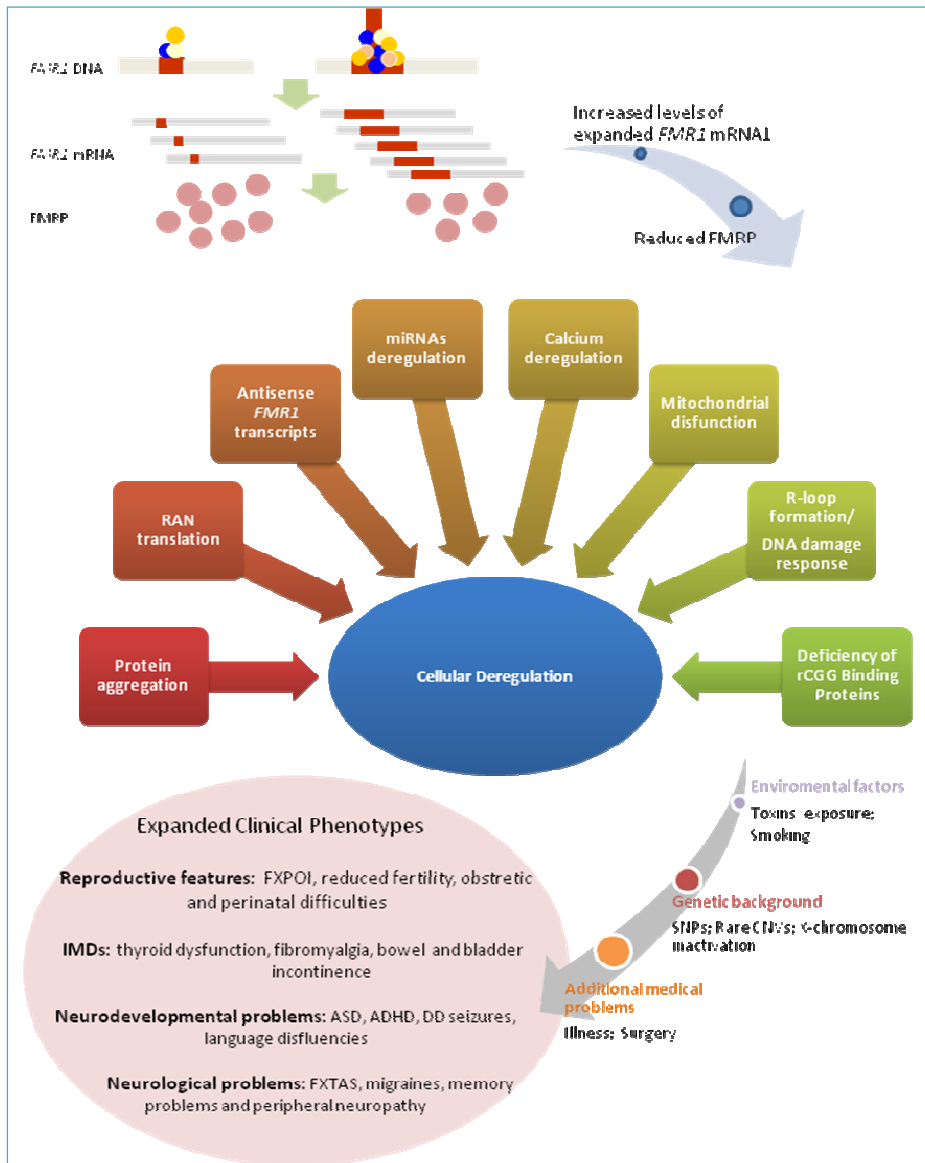 FMR1 DNA
FMR1 mRNA
FMRP
Increased levels of
expanded FMR1 mRNA1
Reduced FMRP
miRNAs
deregulation
Calcium
deregulation
Antisense
FMR1
transcripts
Mitochondrial
disfunction
RAN
translation
R-loop
formation/
DNA damage
response
Protein
aggregation
Cellular Deregulation
Deficiency of
rCGG Binding
Proteins
Enviromental factors
Toxins exposure;
Smoking
Genetic background
SNPs; Rare CNVs; X-chromosome
inactivation
Additional medical
problems
Illness; Surgery
Expanded Clinical Phenotypes
Reproductive features: FXPOI, reduced fertility, obstretic
and perinatal difficulties
IMDs: thyroid dysfunction, fibromyalgia, bowel and bladder
incontinence
Neurodevelopmental problems: ASD, ADHD, DD seizures,
language disfluencies
Neurological problems: FXTAS, migraines, memory
problems and peripheral neuropathy